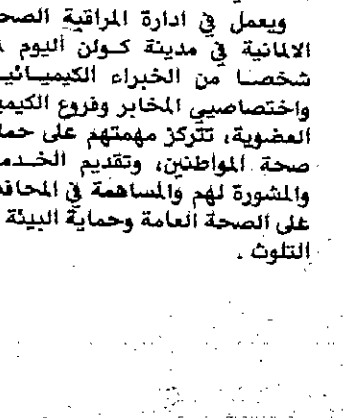 ويعمل في ادارة المراقبة الصح
الالمانية في مدينة كولن اليوم
شخصا من الخبراء الكيميائي
واختصاصيي المخابر وفروع الكيمي
العضوية، تتركز مهمتهم على حما
صحة المواطنين، وتقديم الخدم
والمشورة لهم والمساهمة في المحاف
على الصحة العامة وحماية البيئة
التلوث .